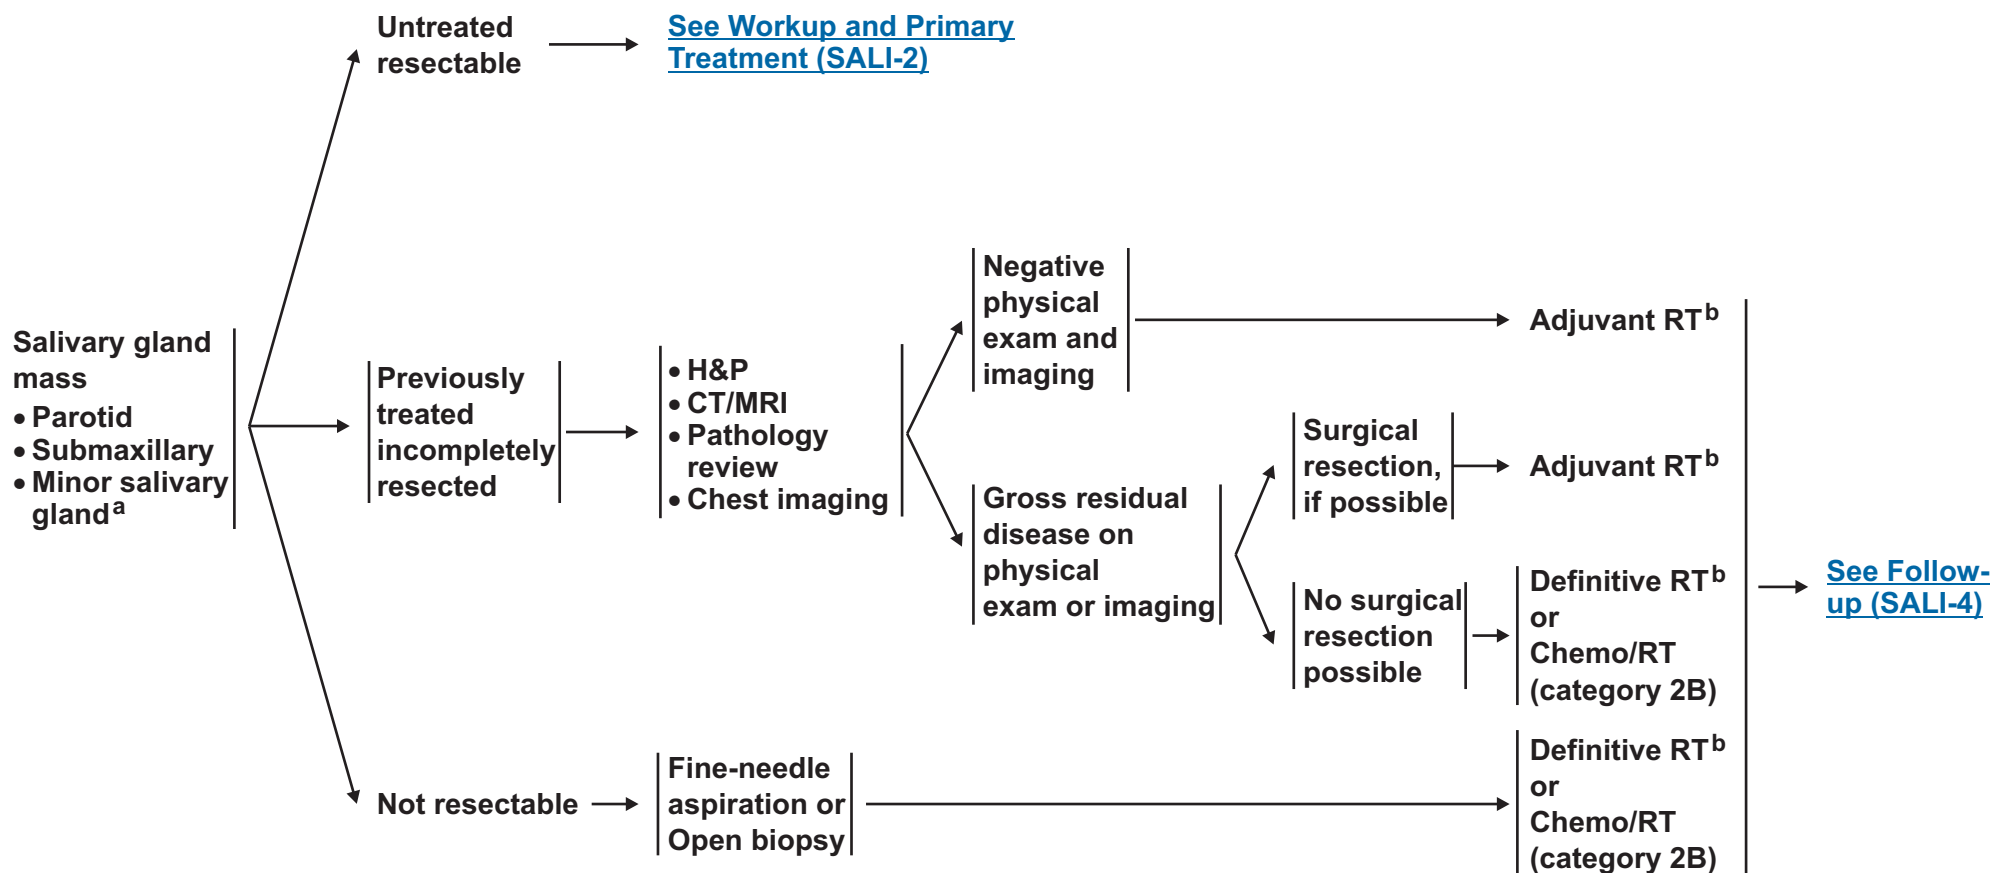 Untreated
resectable
See Workup and Primary
Treatment (SALI-2)
Salivary gland
mass
• Parotid
• Submaxillary
• Minor salivary
gland a
Previously
treated
incompletely
resected
• H&P
• CT/MRI
• Pathology
review
• Chest imaging
Negative
physical
exam and
imaging
Adjuvant RT b
Gross residual
disease on
physical
exam or imaging
Surgical
resection,
if possible
Adjuvant RT b
No surgical
resection
possible
Definitive RT b
or
Chemo/RT
(category 2B)
See Follow-
up (SALI-4)
Not resectable
Fine-needle
aspiration or
Open biopsy
Definitive RT b
or
Chemo/RT
(category 2B)